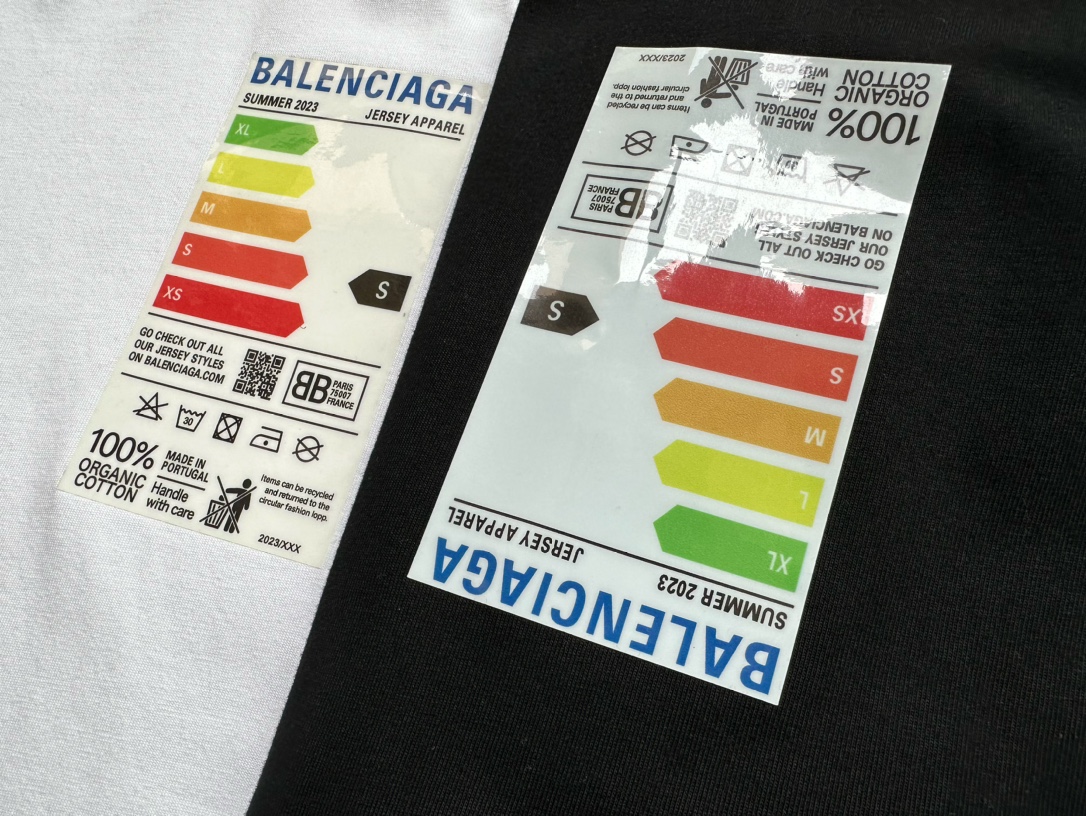 BALENCIAGA
SUMMER 2023
JERSEY APPAREL
XL
L
M
S
XS
S
GO CHECK OUT ALL
OUR JERSEY STYLES
ON BALENCIAGA.COM
BB PARIS
75007
FRANCE
30
100%
ORGANIC
COTTON
MADE IN
PORTUGAL
Handle
with care
Items can be recycled
and returned to the
circular fashion lopp.
2023/XXX
BALENCIAGA
SUMMER 2023
JERSEY APPAREL
XL
L
M
S
XS
S
GO CHECK OUT ALL
OUR JERSEY STYLES
ON BALENCIAGA.COM
BB PARIS
75007
FRANCE
30
100%
ORGANIC
COTTON
MADE IN
PORTUGAL
Handle
with care
Items can be recycled
and returned to the
circular fashion lopp.
2023/XXX